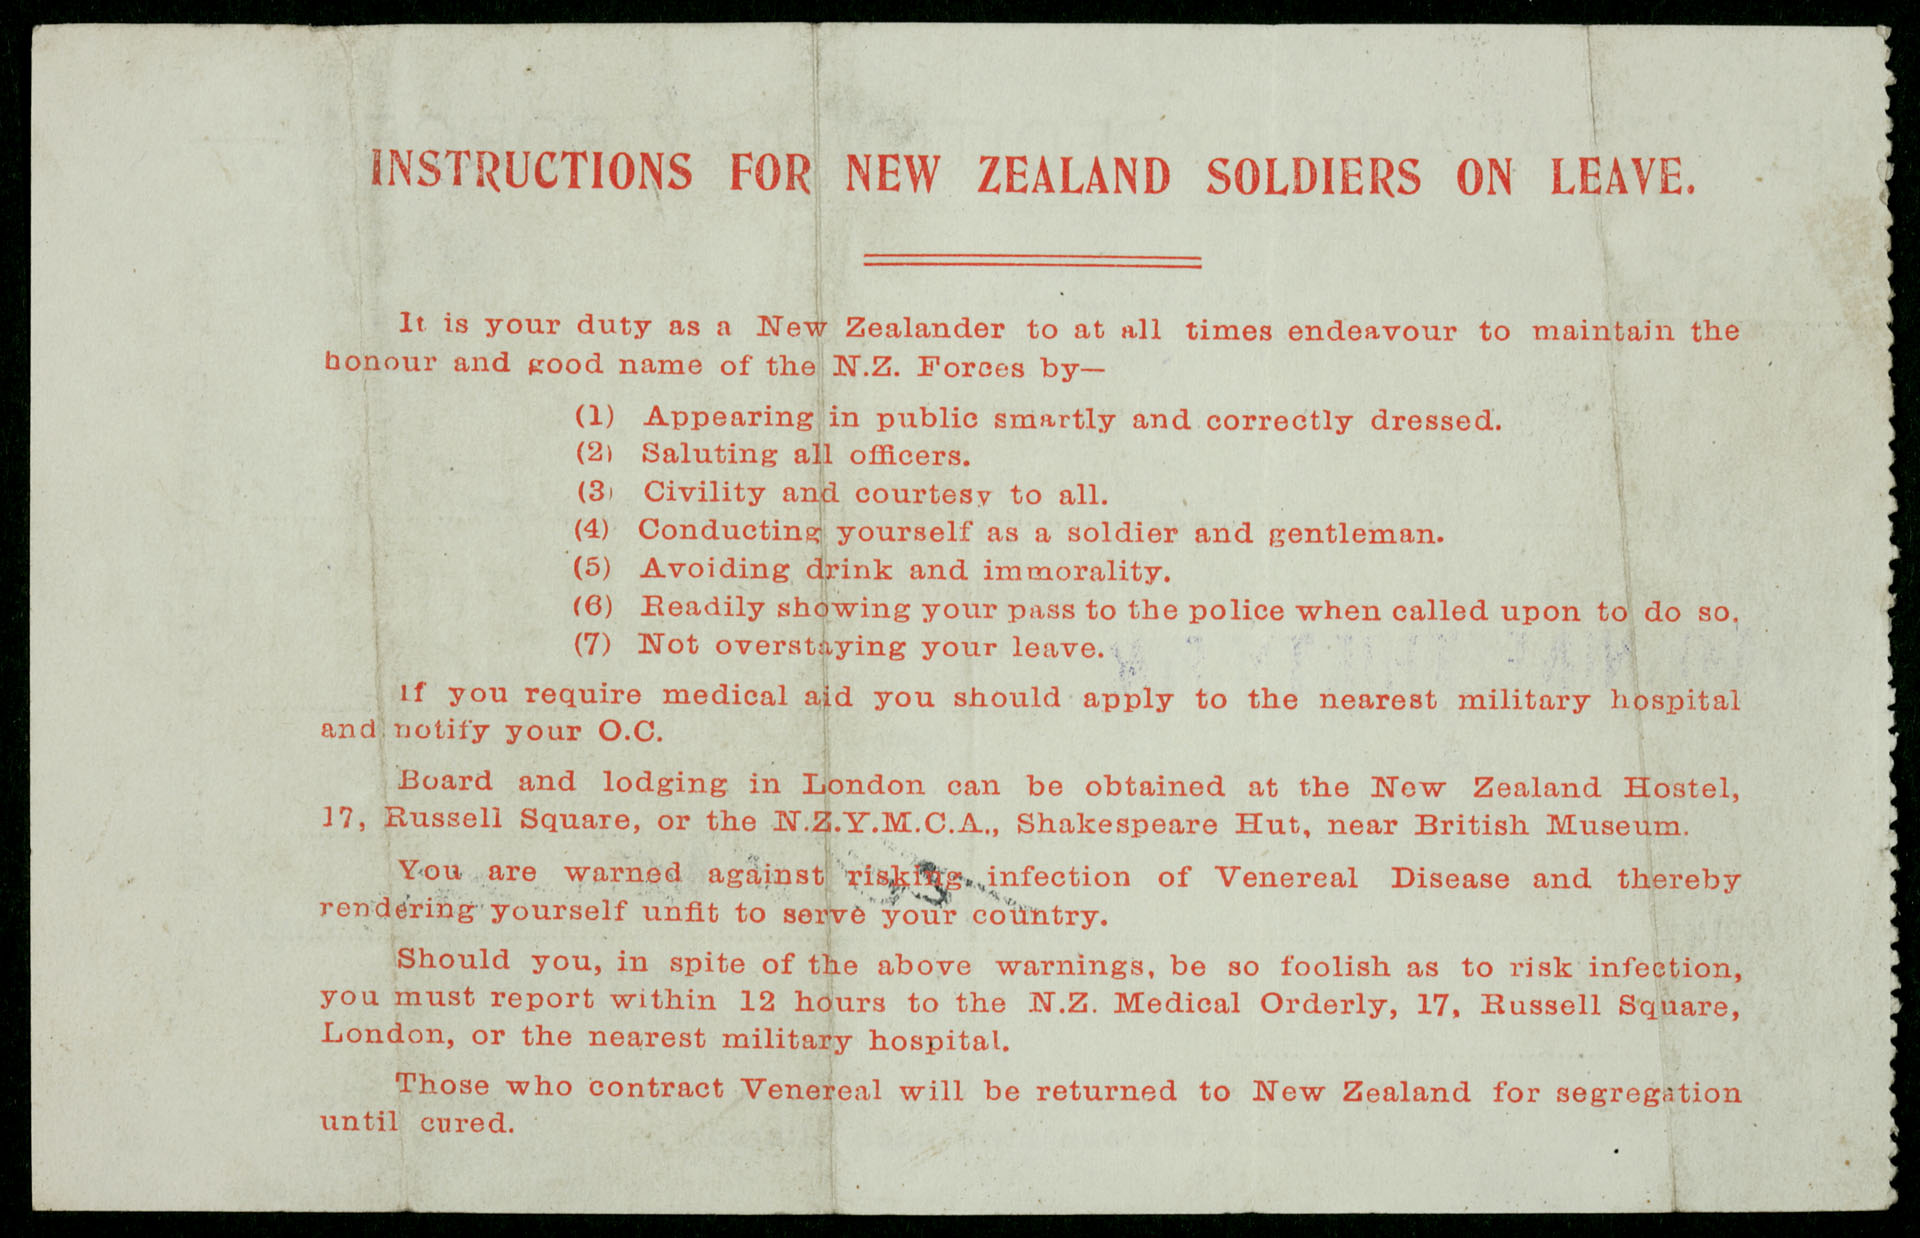 INSTRUCTIONS FOR NEW ZEALAND SOLDIERS ON LEAVE.
It is your duty as a New Zealander to at all times endeavour to maintain the
honour and good name of the N.Z. Forces by—
(1) Appearing in public smartly and correctly dressed.
(2) Saluting all officers.
(3) Civility and courtesy to all.
(4) Conducting yourself as a soldier and gentleman.
(5) Avoiding drink and immorality.
(6) Readily showing your pass to the police when called upon to do so.
(7) Not overstaying your leave.
If you require medical aid you should apply to the nearest military hospital
and notify your O.C.
Board and lodging in London can be obtained at the New Zealand Hostel,
17, Russell Square, or the N.Z.Y.M.C.A., Shakespeare Hut, near British Museum.
You are warned against risking infection of Venereal Disease and thereby
rendering yourself unfit to serve your country.
Should you, in spite of the above warnings, be so foolish as to risk infection,
you must report within 12 hours to the N.Z. Medical Orderly, 17, Russell Square,
London, or the nearest military hospital.
Those who contract Venereal will be returned to New Zealand for segregation
until cured.